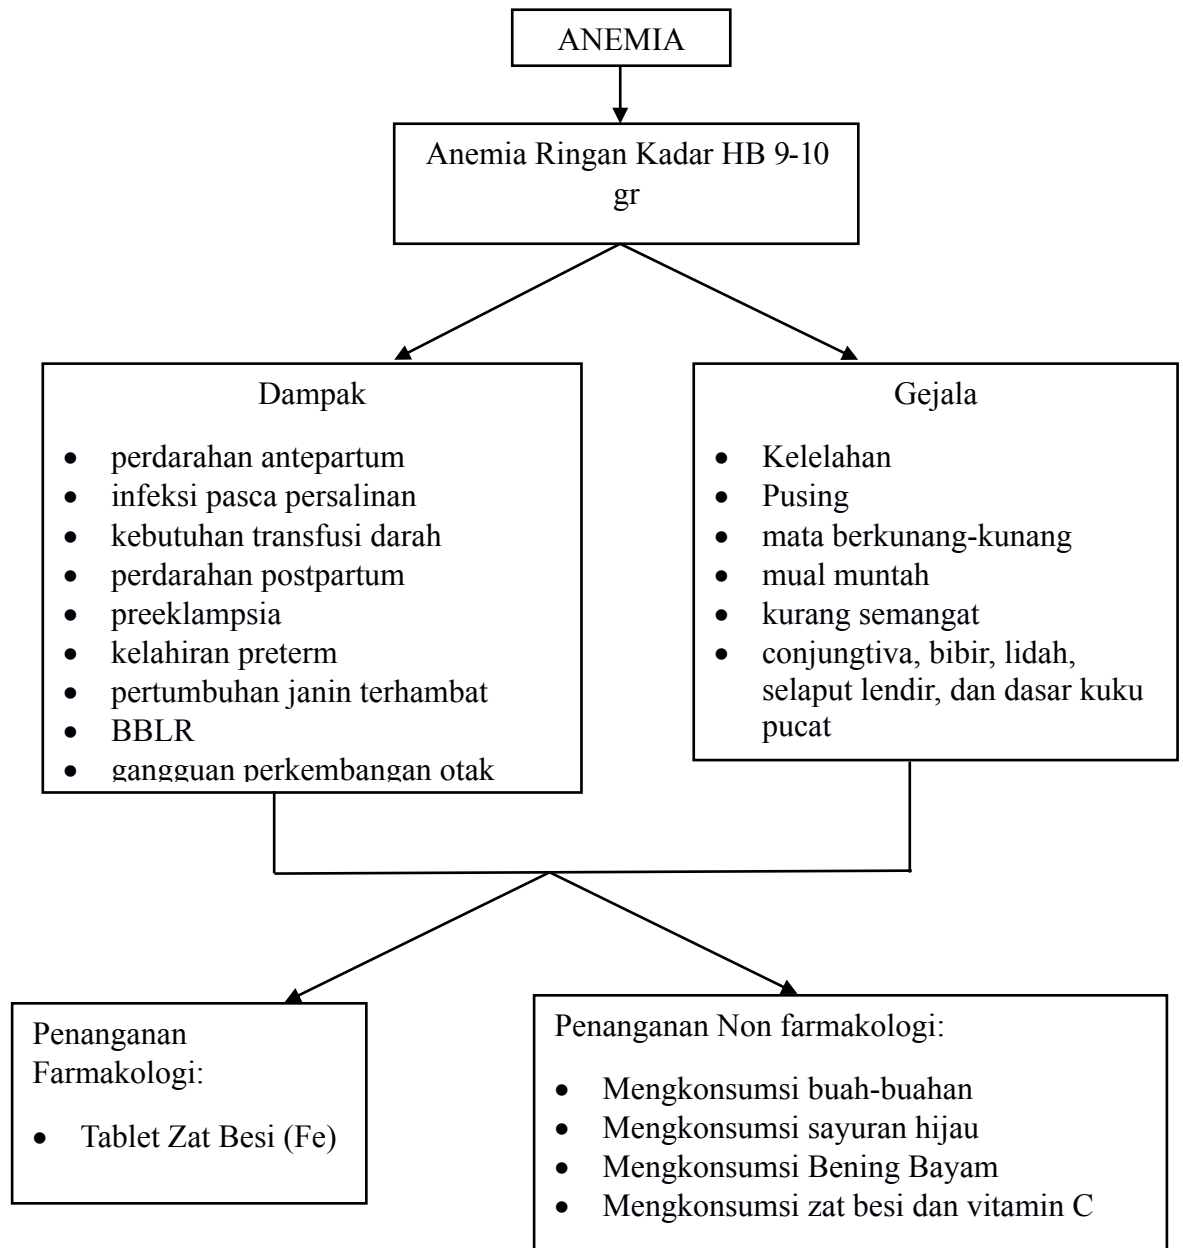 ANEMIA
Anemia Ringan Kadar HB 9-10
gr
Dampak
• perdarahan antepartum
• infeksi pasca persalinan
• kebutuhan transfusi darah
• perdarahan postpartum
• preeklampsia
• kelahiran preterm
• pertumbuhan janin terhambat
• BBLR
• gangguan perkembangan otak
Gejala
• Kelelahan
• Pusing
• mata berkunang-kunang
• mual muntah
• kurang semangat
• conjungtiva, bibir, lidah,
selaput lendir, dan dasar kuku
pucat
Penanganan
Farmakologi:
• Tablet Zat Besi (Fe)
Penanganan Non farmakologi:
• Mengkonsumsi buah-buahan
• Mengkonsumsi sayuran hijau
• Mengkonsumsi Bening Bayam
• Mengkonsumsi zat besi dan vitamin C